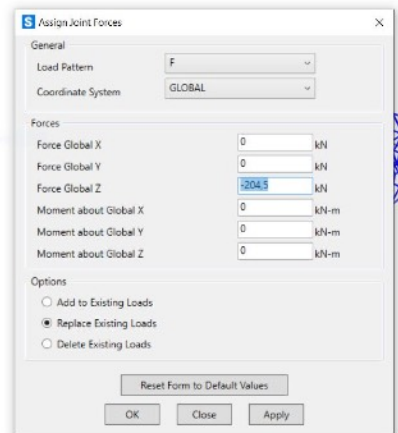 S Assign Joint Forces
General
Load Pattern F
Coordinate System GLOBAL
Forces
Force Global X 0 kN
Force Global Y 0 kN
Force Global Z -204.5 kN
Moment about Global X 0 kN-m
Moment about Global Y 0 kN-m
Moment about Global Z 0 kN-m
Options
Add to Existing Loads
Replace Existing Loads
Delete Existing Loads
Reset Form to Default Values
OK Close Apply